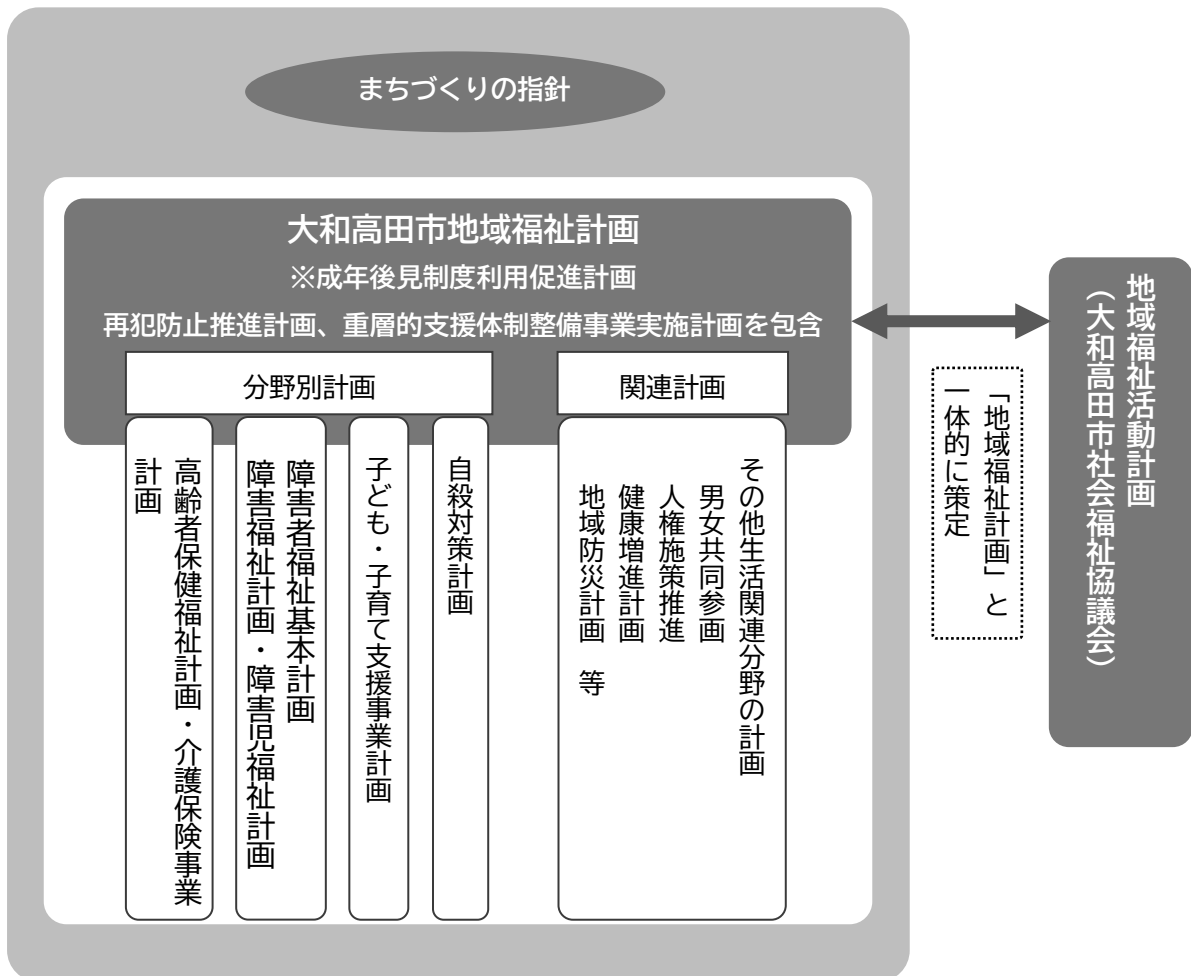 まちづくりの指針
大和高田市地域福祉計画
※成年後見制度利用促進計画
再犯防止推進計画、重層的支援体制整備事業実施計画を包含
分野別計画
高齢者保健福祉計画・介護保険事業
計画
障害者福祉基本計画
障害福祉計画・障害児福祉計画
子ども・子育て支援事業計画
自殺対策計画
関連計画
その他生活関連分野の計画
男女共同参画
人権施策推進
健康増進計画
地域防災計画　等
「地域福祉計画」と
一体的に策定
地域福祉活動計画
（大和高田市社会福祉協議会）